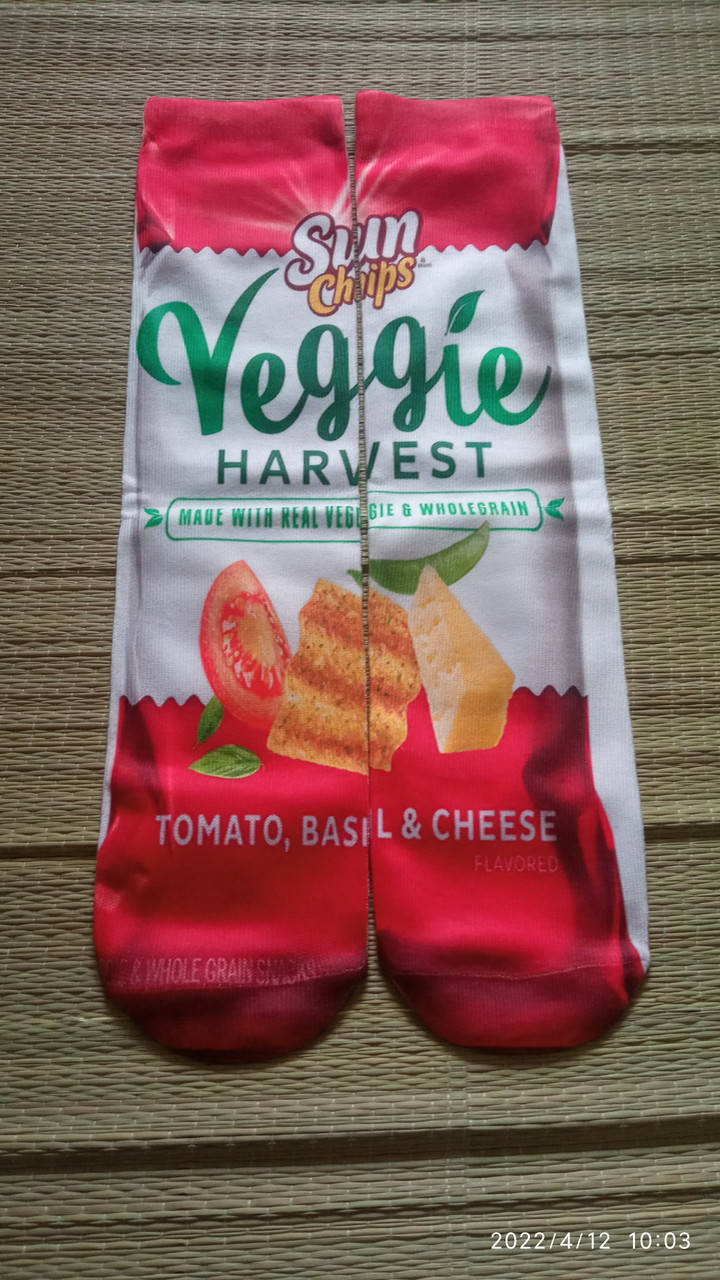 Sun
Chips
Veggie
HARVEST
MADE WITH REAL VEGGIE & WHOLEGRAIN
TOMATO, BASIL & CHEESE
FLAVORED
& WHOLE GRAIN SNACKS
2022/4/12 10:03